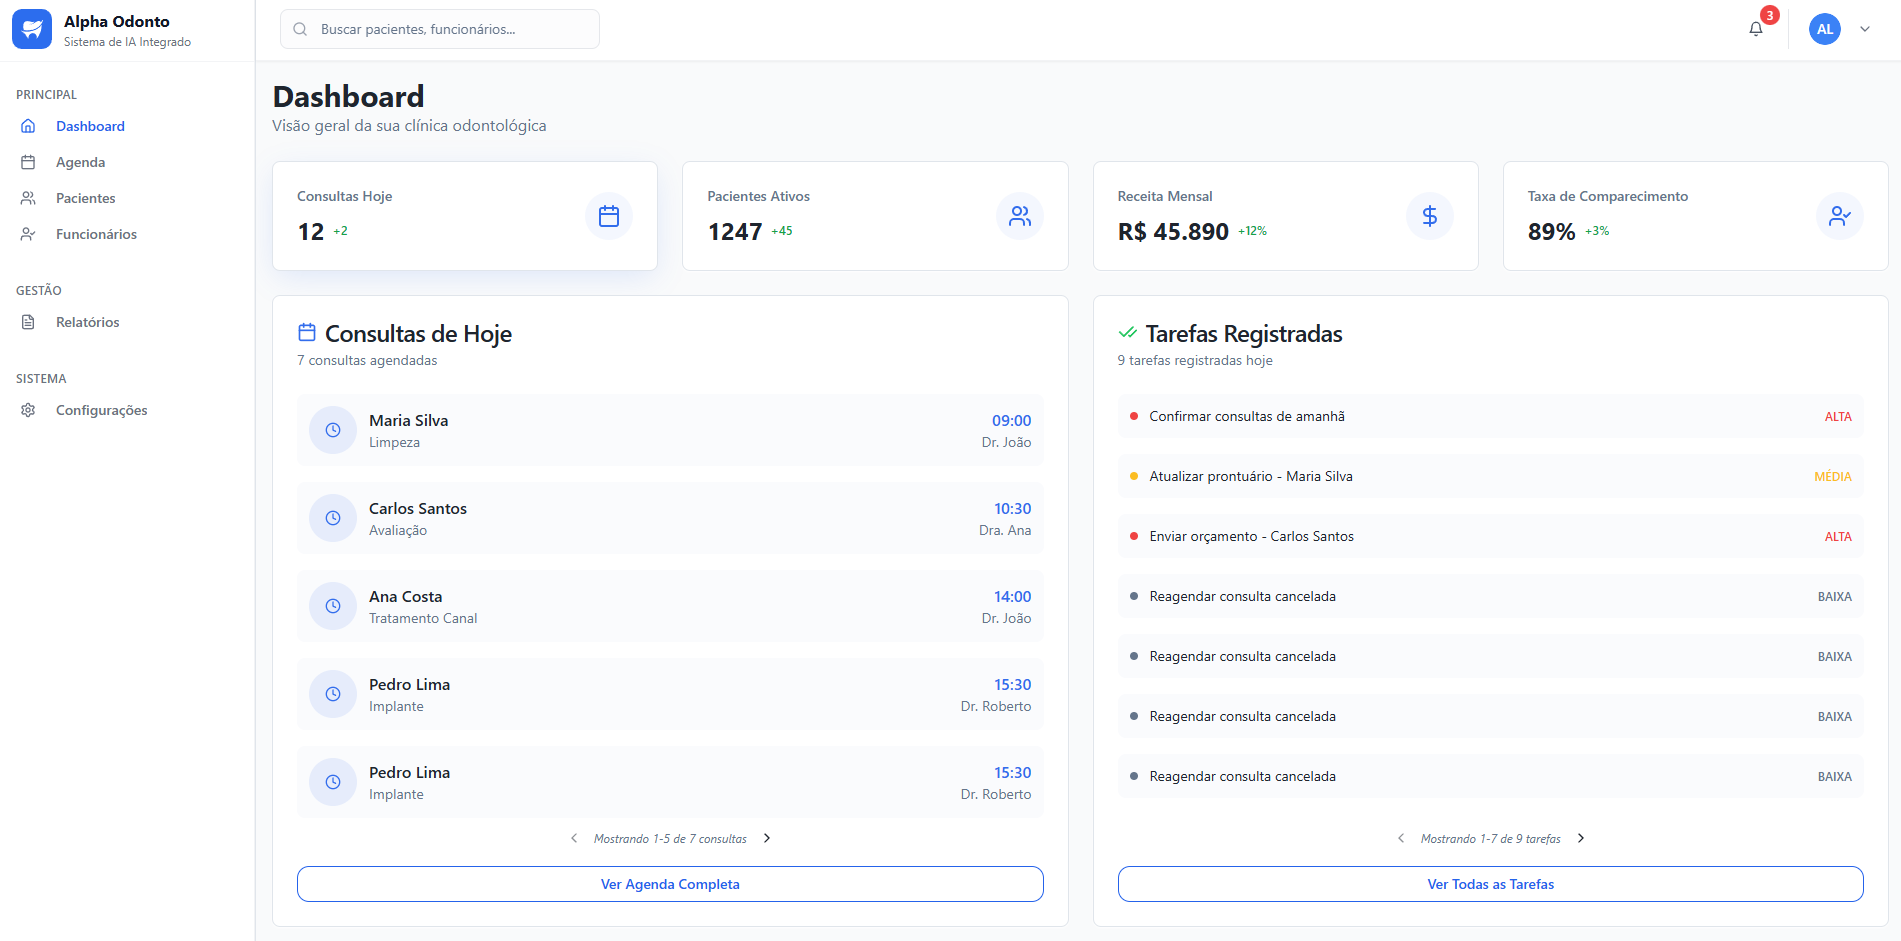 Alpha Odonto
Sistema de IA Integrado
Buscar pacientes, funcionários...
3
AL
PRINCIPAL
Dashboard
Agenda
Pacientes
Funcionários
GESTÃO
Relatórios
SISTEMA
Configurações
Dashboard
Visão geral da sua clínica odontológica
Consultas Hoje
12 +2
Pacientes Ativos
1247 +45
Receita Mensal
R$ 45.890 +12%
Taxa de Comparecimento
89% +3%
Consultas de Hoje
7 consultas agendadas
Maria Silva 09:00
Limpeza Dr. João
Carlos Santos 10:30
Avaliação Dra. Ana
Ana Costa 14:00
Tratamento Canal Dr. João
Pedro Lima 15:30
Implante Dr. Roberto
Pedro Lima 15:30
Implante Dr. Roberto
Mostrando 1-5 de 7 consultas
Ver Agenda Completa
Tarefas Registradas
9 tarefas registradas hoje
Confirmar consultas de amanhã ALTA
Atualizar prontuário - Maria Silva MÉDIA
Enviar orçamento - Carlos Santos ALTA
Reagendar consulta cancelada BAIXA
Reagendar consulta cancelada BAIXA
Reagendar consulta cancelada BAIXA
Reagendar consulta cancelada BAIXA
Mostrando 1-7 de 9 tarefas
Ver Todas as Tarefas